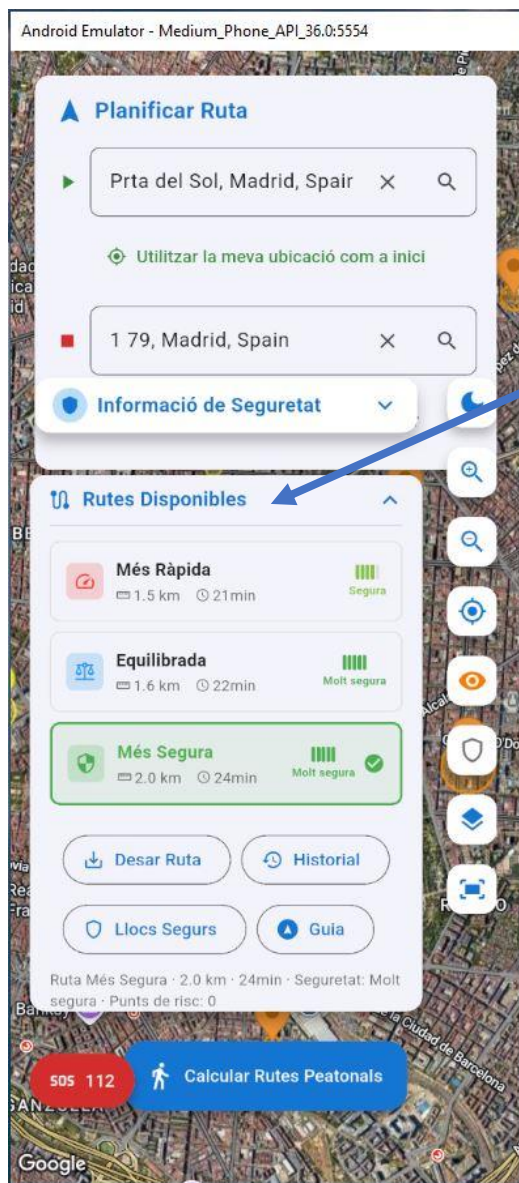 Android Emulator - Medium_Phone_API_36.0:5554
Planificar Ruta
Prta del Sol, Madrid, Spair
Utilitzar la meva ubicació com a inici
1 79, Madrid, Spain
Informació de Seguretat
Rutes Disponibles
Més Ràpida
1.5 km 21min
Segura
Equilibrada
1.6 km 22min
Molt segura
Més Segura
2.0 km 24min
Molt segura
Desar Ruta Historial
Llocs Segurs Guia
Ruta Més Segura · 2.0 km · 24min · Seguretat: Molt
segura · Punts de risc: 0
SOS 112 Calcular Rutes Peatonals
Ciudad de Barcelona
Google